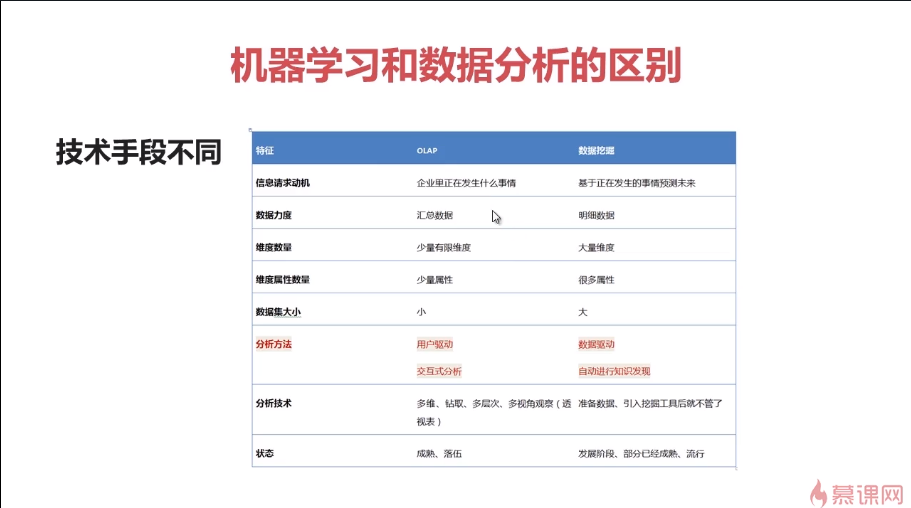 机器学习和数据分析的区别
技术手段不同
特征 OLAP 数据挖掘
信息请求动机 企业里正在发生什么事情 基于正在发生的事情预测未来
数据力度 汇总数据 明细数据
维度数量 少量有限维度 大量维度
维度属性数量 少量属性 很多属性
数据集大小 小 大
分析方法 用户驱动 数据驱动
交互式分析 自动进行知识发现
分析技术 多维、钻取、多层次、多视角观察（透 准备数据、引入挖掘工具后就不管了
视表）
状态 成熟、落伍 发展阶段、部分已经成熟、流行
慕课网